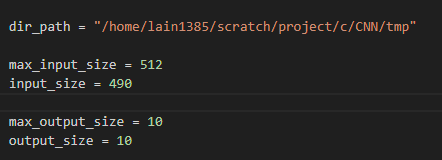 dir_path = "/home/lain1385/scratch/project/c/CNN/tmp"
max_input_size = 512
input_size = 490
max_output_size = 10
output_size = 10